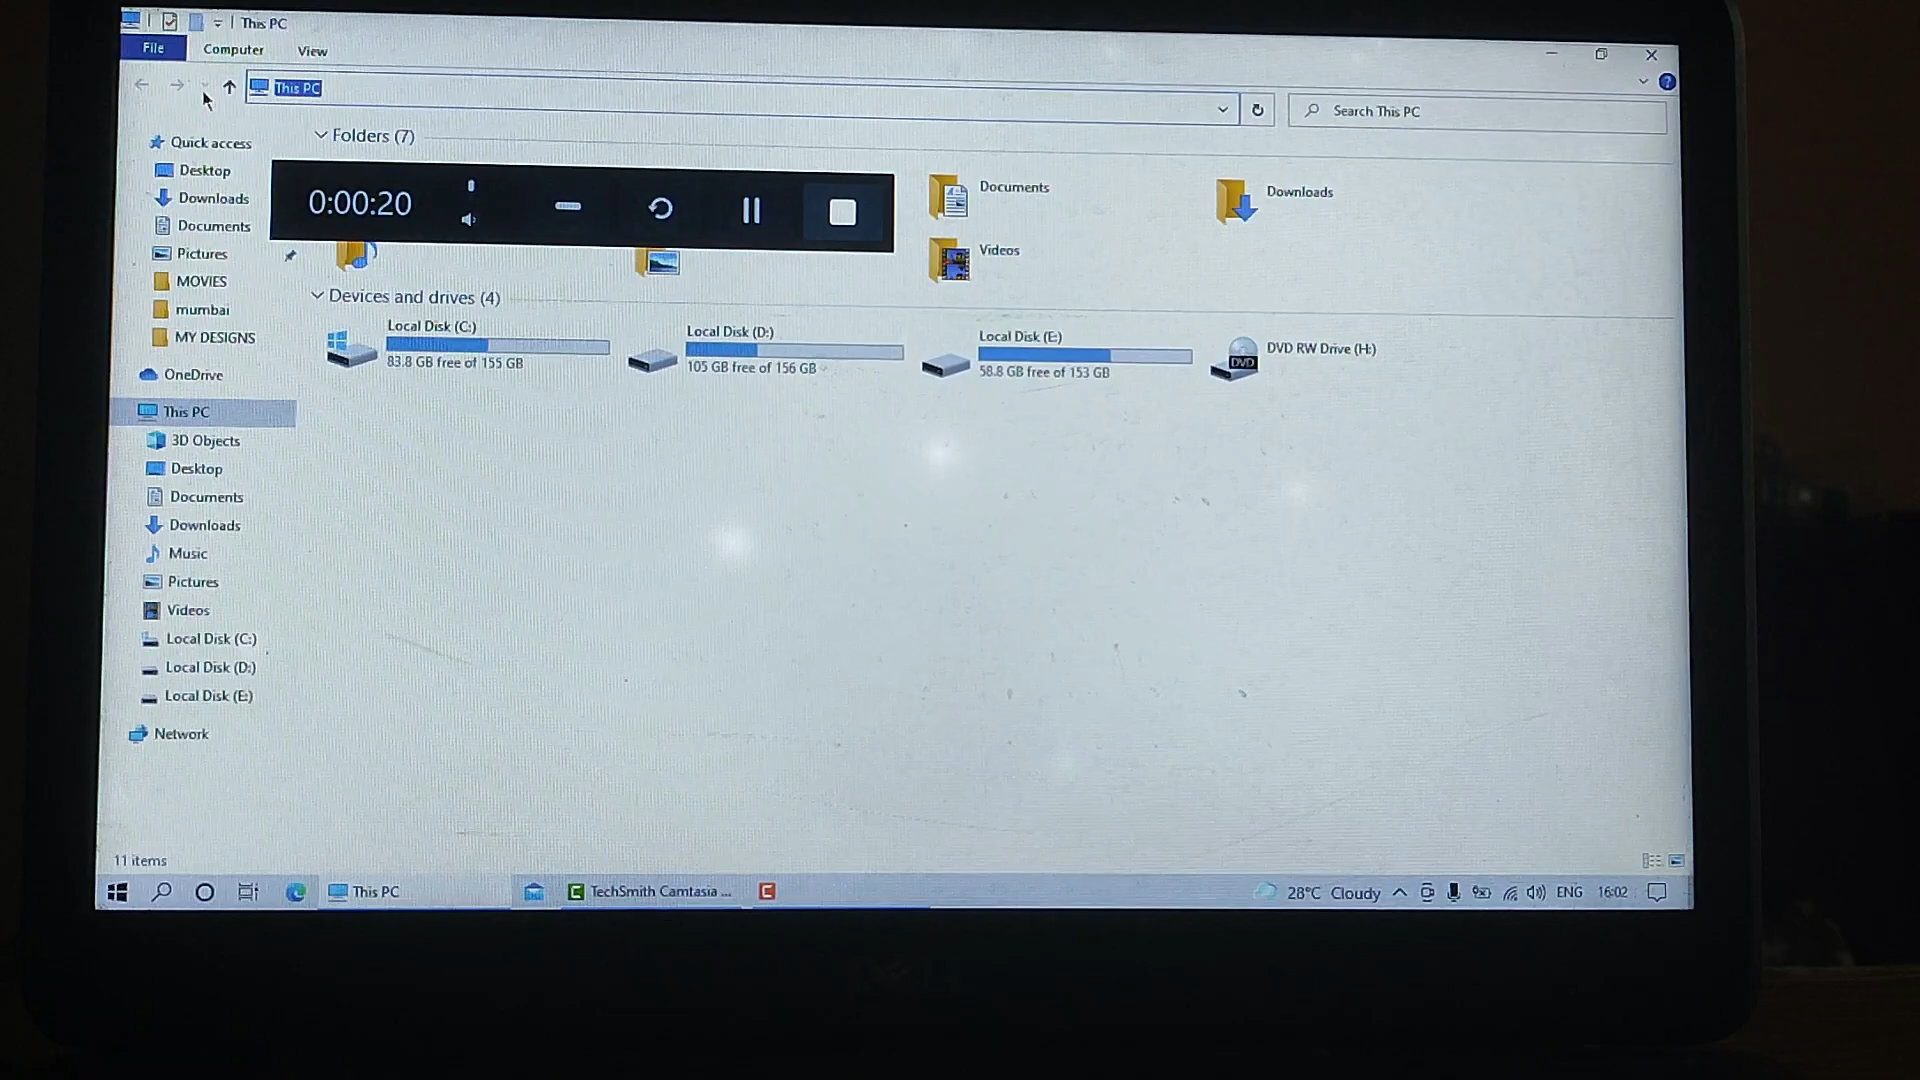 This PC
File Computer View
This PC
Search This PC
Quick access
Desktop
Downloads
Documents
Pictures
MOVIES
mumbai
MY DESIGNS
OneDrive
This PC
3D Objects
Desktop
Documents
Downloads
Music
Pictures
Videos
Local Disk (C:)
Local Disk (D:)
Local Disk (E:)
Network
Folders (7)
0:00:20
Documents
Downloads
Videos
Devices and drives (4)
Local Disk (C:)
83.8 GB free of 155 GB
Local Disk (D:)
105 GB free of 156 GB
Local Disk (E:)
58.8 GB free of 153 GB
DVD RW Drive (H:)
DVD
11 items
This PC
TechSmith Camtasia ...
28°C Cloudy
ENG
16:02